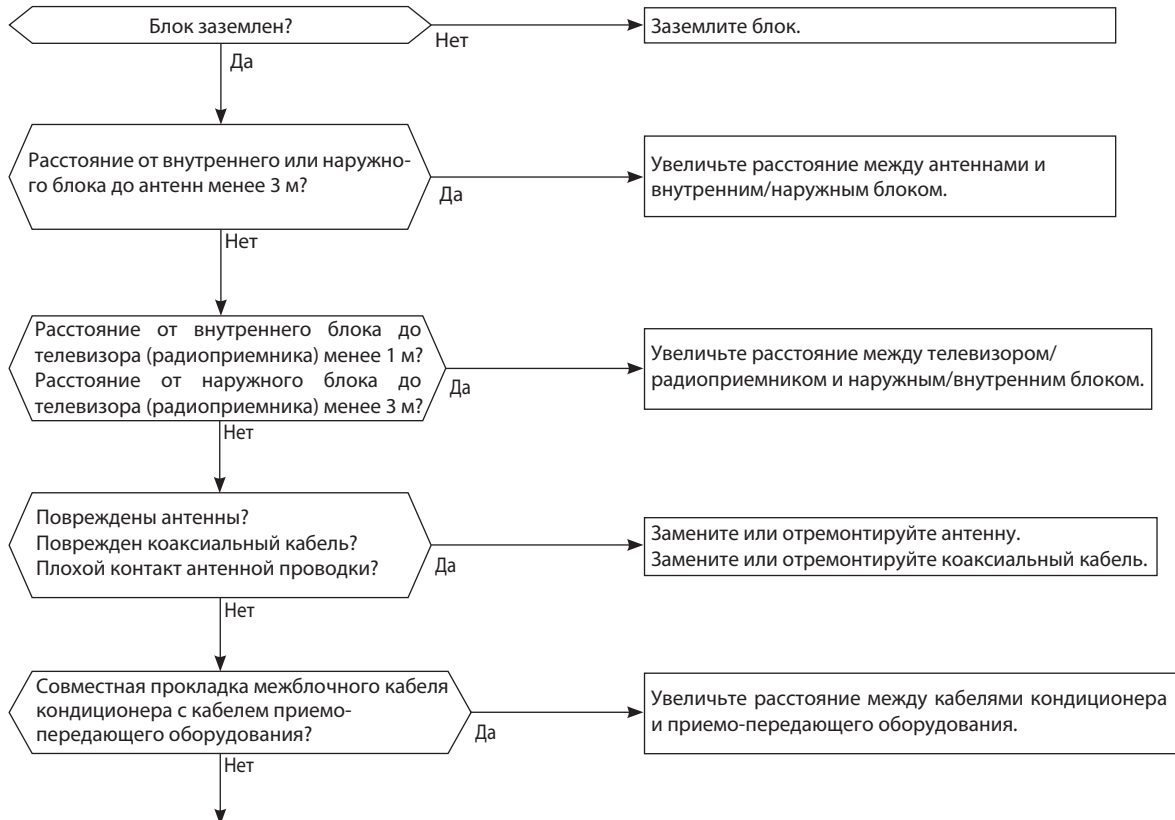 Блок заземлен?
Нет
Заземлите блок.
Да
Расстояние от внутреннего или наружно-
го блока до антенн менее 3 м?
Да
Увеличьте расстояние между антеннами и
внутренним/наружным блоком.
Нет
Расстояние от внутреннего блока до
телевизора (радиоприемника) менее 1 м?
Расстояние от наружного блока до
телевизора (радиоприемника) менее 3 м?
Да
Увеличьте расстояние между телевизором/
радиоприемником и наружным/внутренним блоком.
Нет
Повреждены антенны?
Поврежден коаксиальный кабель?
Плохой контакт антенной проводки?
Да
Замените или отремонтируйте антенну.
Замените или отремонтируйте коаксиальный кабель.
Нет
Совместная прокладка межблочного кабеля
кондиционера с кабелем приемо-
передающего оборудования?
Да
Увеличьте расстояние между кабелями кондиционера
и приемо-передающего оборудования.
Нет